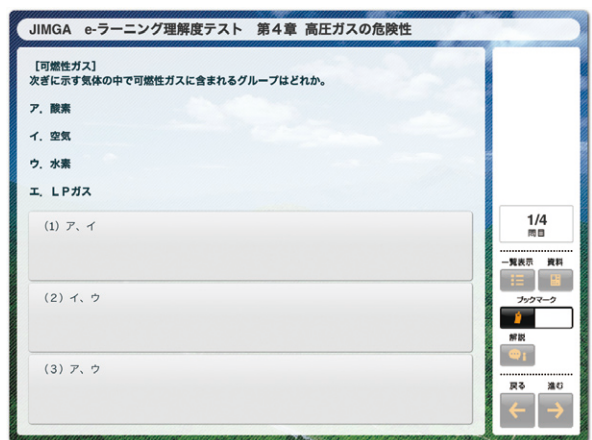 JIMGA e-ラーニング理解度テスト 第4章 高圧ガスの危険性
［可燃性ガス］
次ぎに示す気体の中で可燃性ガスに含まれるグループはどれか。
ア．酸素
イ．空気
ウ．水素
エ．ＬＰガス
（1）ア、イ
（2）イ、ウ
（3）ア、ウ
1/4
問目
一覧表示 資料
ブックマーク
解説
戻る 進む